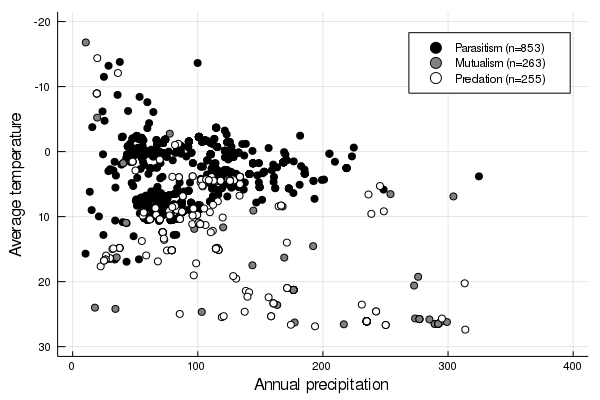 -20
-10
0
10
20
30
Average temperature
0
100
200
300
400
Annual precipitation
Parasitism (n=853)
Mutualism (n=263)
Predation (n=255)